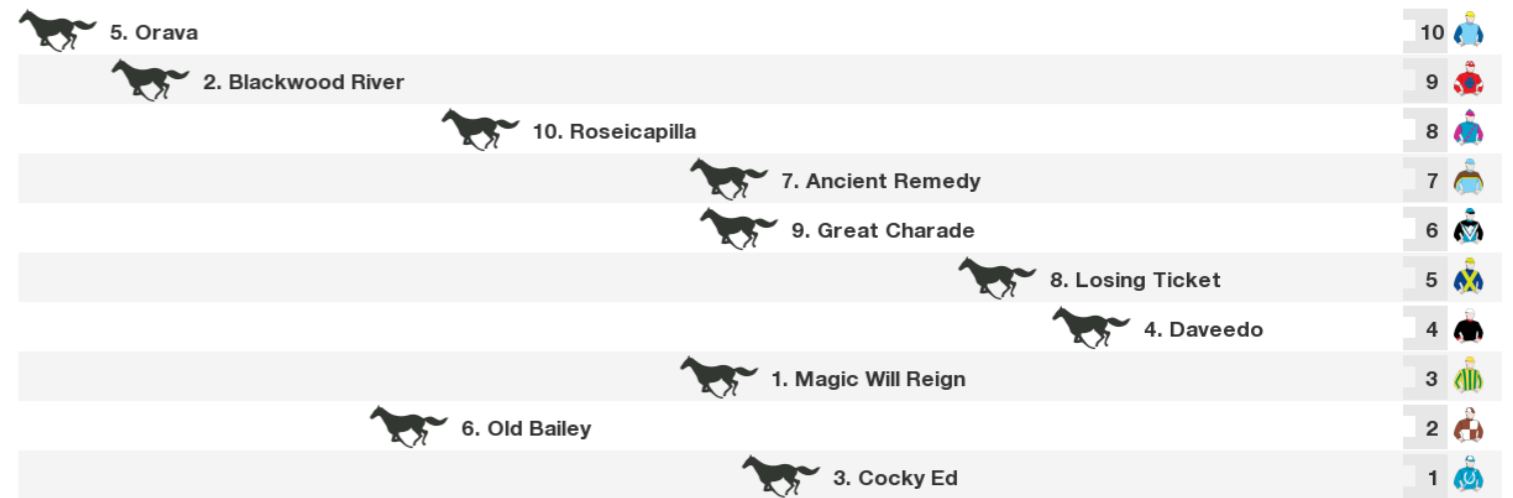 5. Orava 10
2. Blackwood River 9
10. Roseicapilla 8
7. Ancient Remedy 7
9. Great Charade 6
8. Losing Ticket 5
4. Daveedo 4
1. Magic Will Reign 3
6. Old Bailey 2
3. Cocky Ed 1